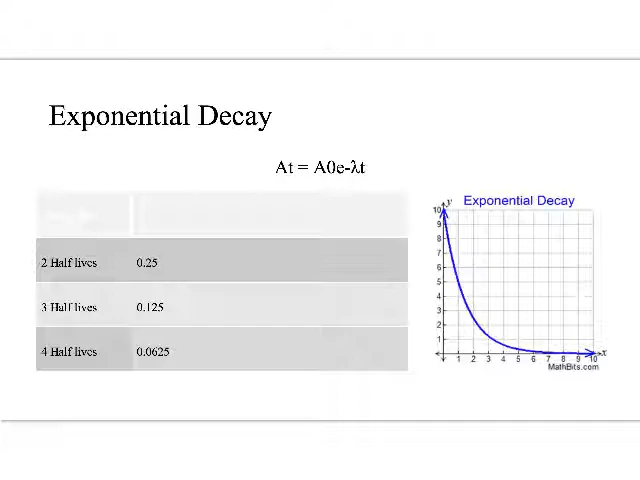 Exponential Decay
At = A0e-λt
2 Half lives 0.25
3 Half lives 0.125
4 Half lives 0.0625
Exponential Decay
y
10
9
8
7
6
5
4
3
2
1
1 2 3 4 5 6 7 8 9 10 x
MathBits.com